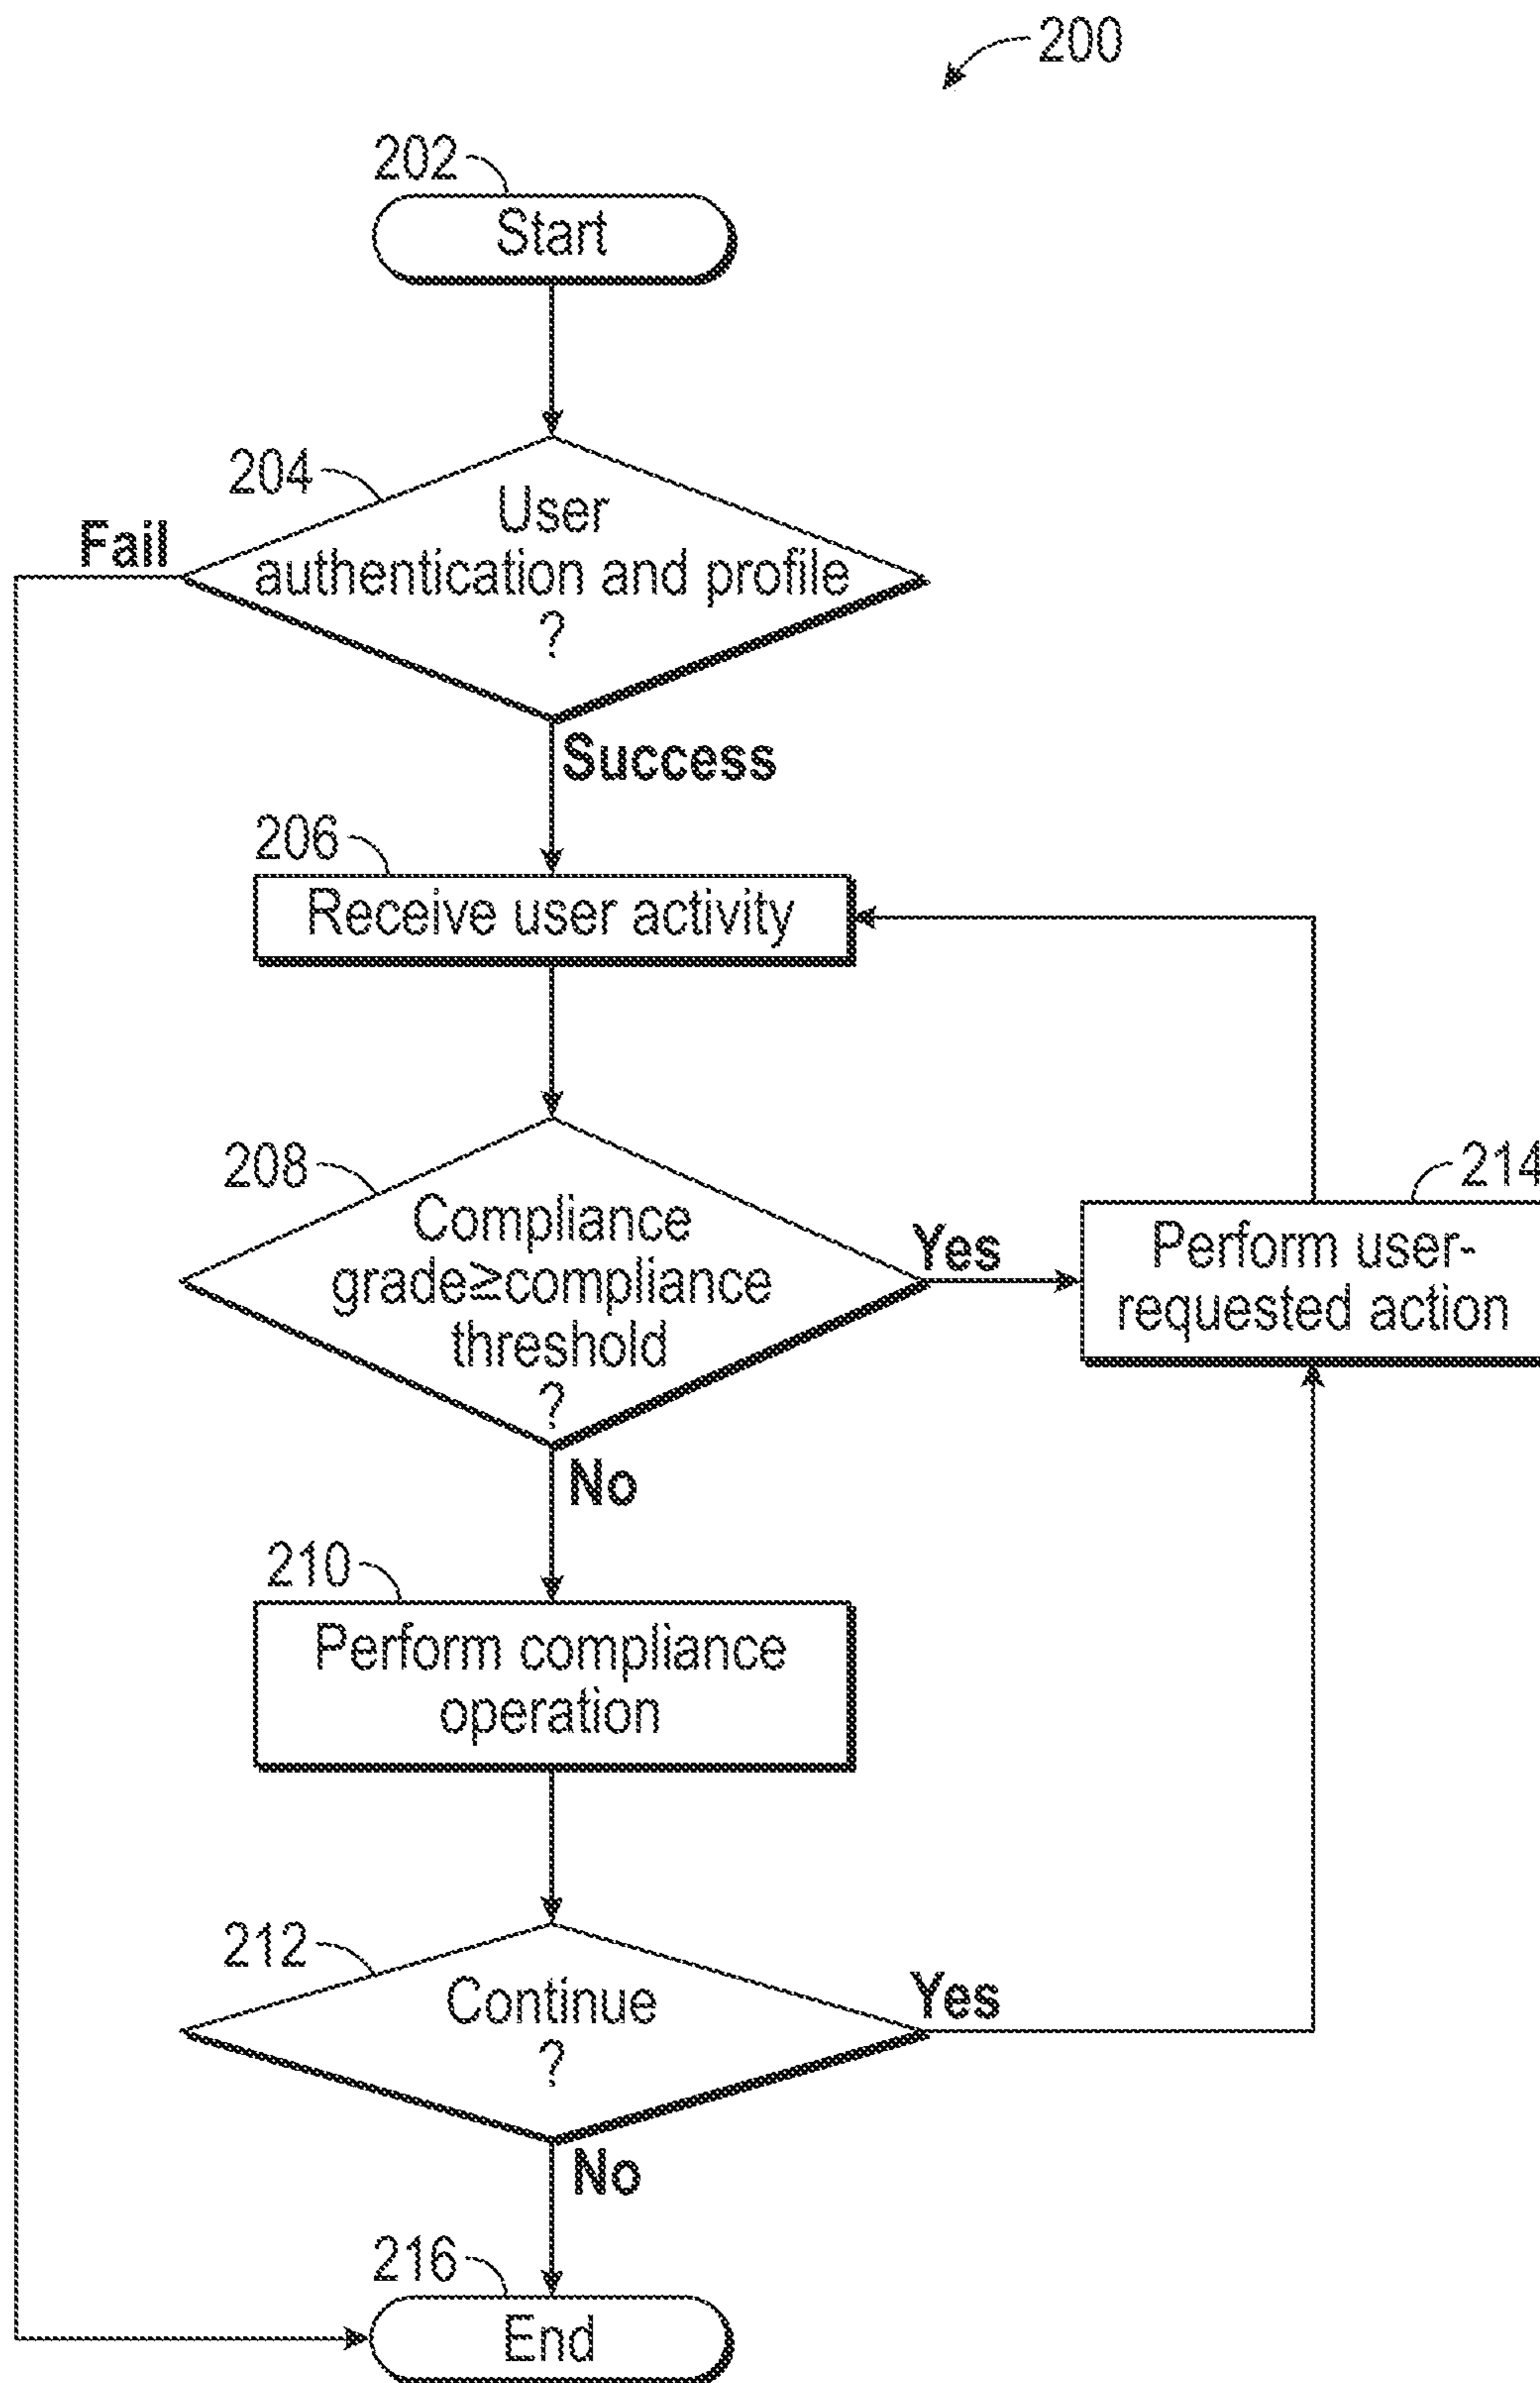 200
202
Start
204
Fail
User
authentication and profile
?
Success
206
Receive user activity
208
Compliance
grade≧compliance
threshold
?
Yes
214
Perform user-
requested action
No
210
Perform compliance
operation
212
Continue
?
Yes
No
216
End